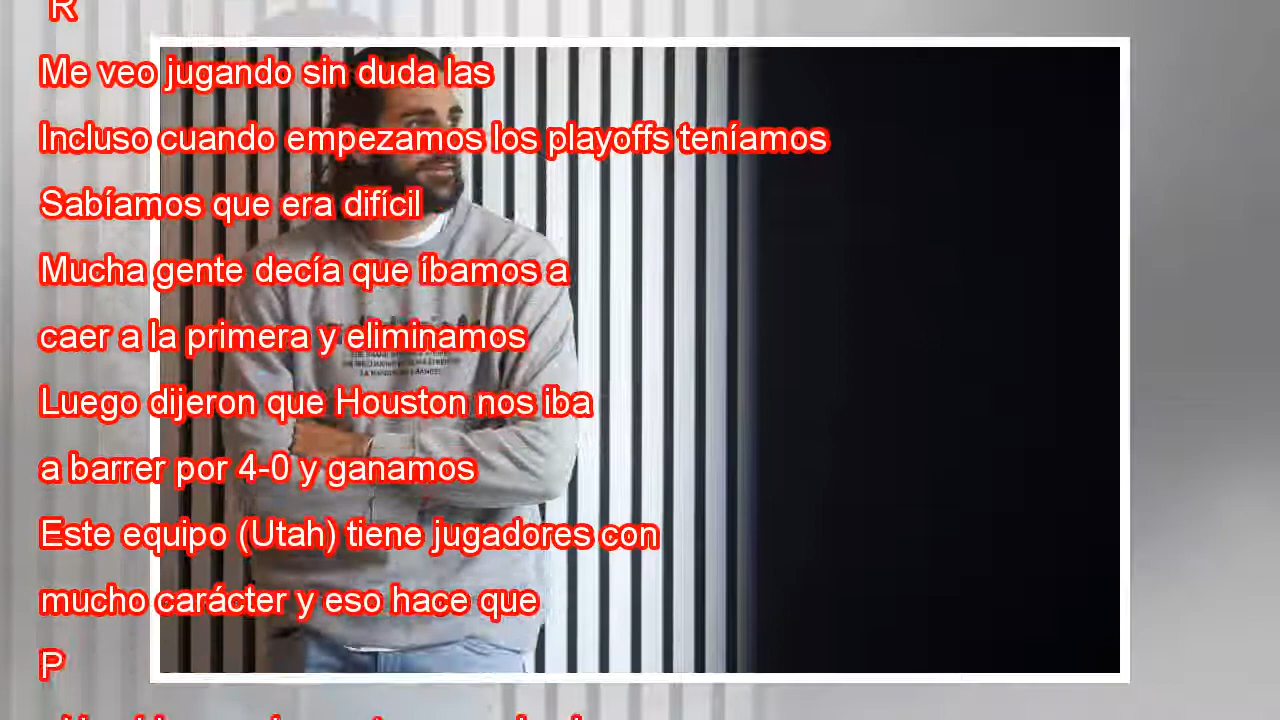 R
Me veo jugando sin duda las
Incluso cuando empezamos los playoffs teníamos
Sabíamos que era difícil
Mucha gente decía que íbamos a
caer a la primera y eliminamos
Luego dijeron que Houston nos iba
a barrer por 4-0 y ganamos
Este equipo (Utah) tiene jugadores con
mucho carácter y eso hace que
P